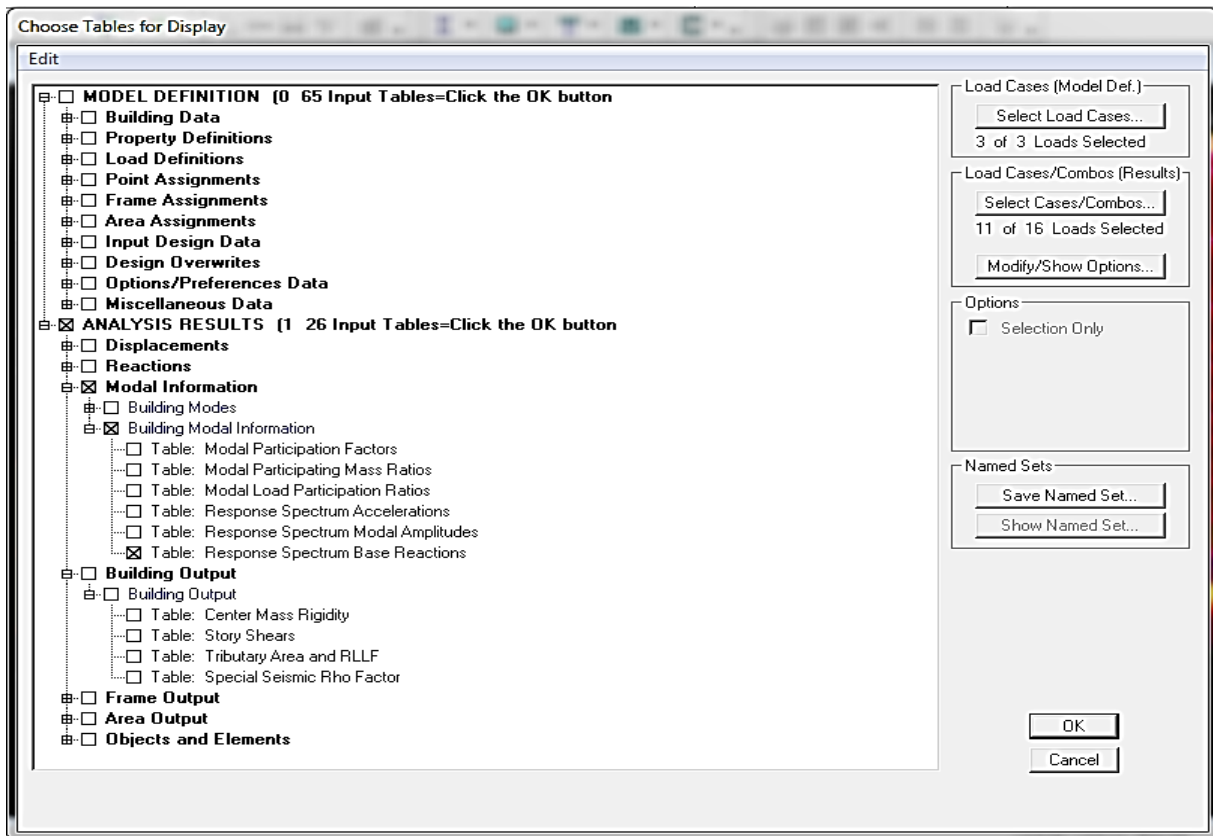 Choose Tables for Display
Edit
MODEL DEFINITION (0 65 Input Tables=Click the OK button
Building Data
Property Definitions
Load Definitions
Point Assignments
Frame Assignments
Area Assignments
Input Design Data
Design Overwrites
Options/Preferences Data
Miscellaneous Data
ANALYSIS RESULTS (1 26 Input Tables=Click the OK button
Displacements
Reactions
Modal Information
Building Modes
Building Modal Information
Table: Modal Participation Factors
Table: Modal Participating Mass Ratios
Table: Modal Load Participation Ratios
Table: Response Spectrum Accelerations
Table: Response Spectrum Modal Amplitudes
Table: Response Spectrum Base Reactions
Building Output
Building Output
Table: Center Mass Rigidity
Table: Story Shears
Table: Tributary Area and RLLF
Table: Special Seismic Rho Factor
Frame Output
Area Output
Objects and Elements
Load Cases (Model Def.)
Select Load Cases...
3 of 3 Loads Selected
Load Cases/Combos (Results)
Select Cases/Combos...
11 of 16 Loads Selected
Modify/Show Options...
Options
Selection Only
Named Sets
Save Named Set...
Show Named Set...
OK
Cancel